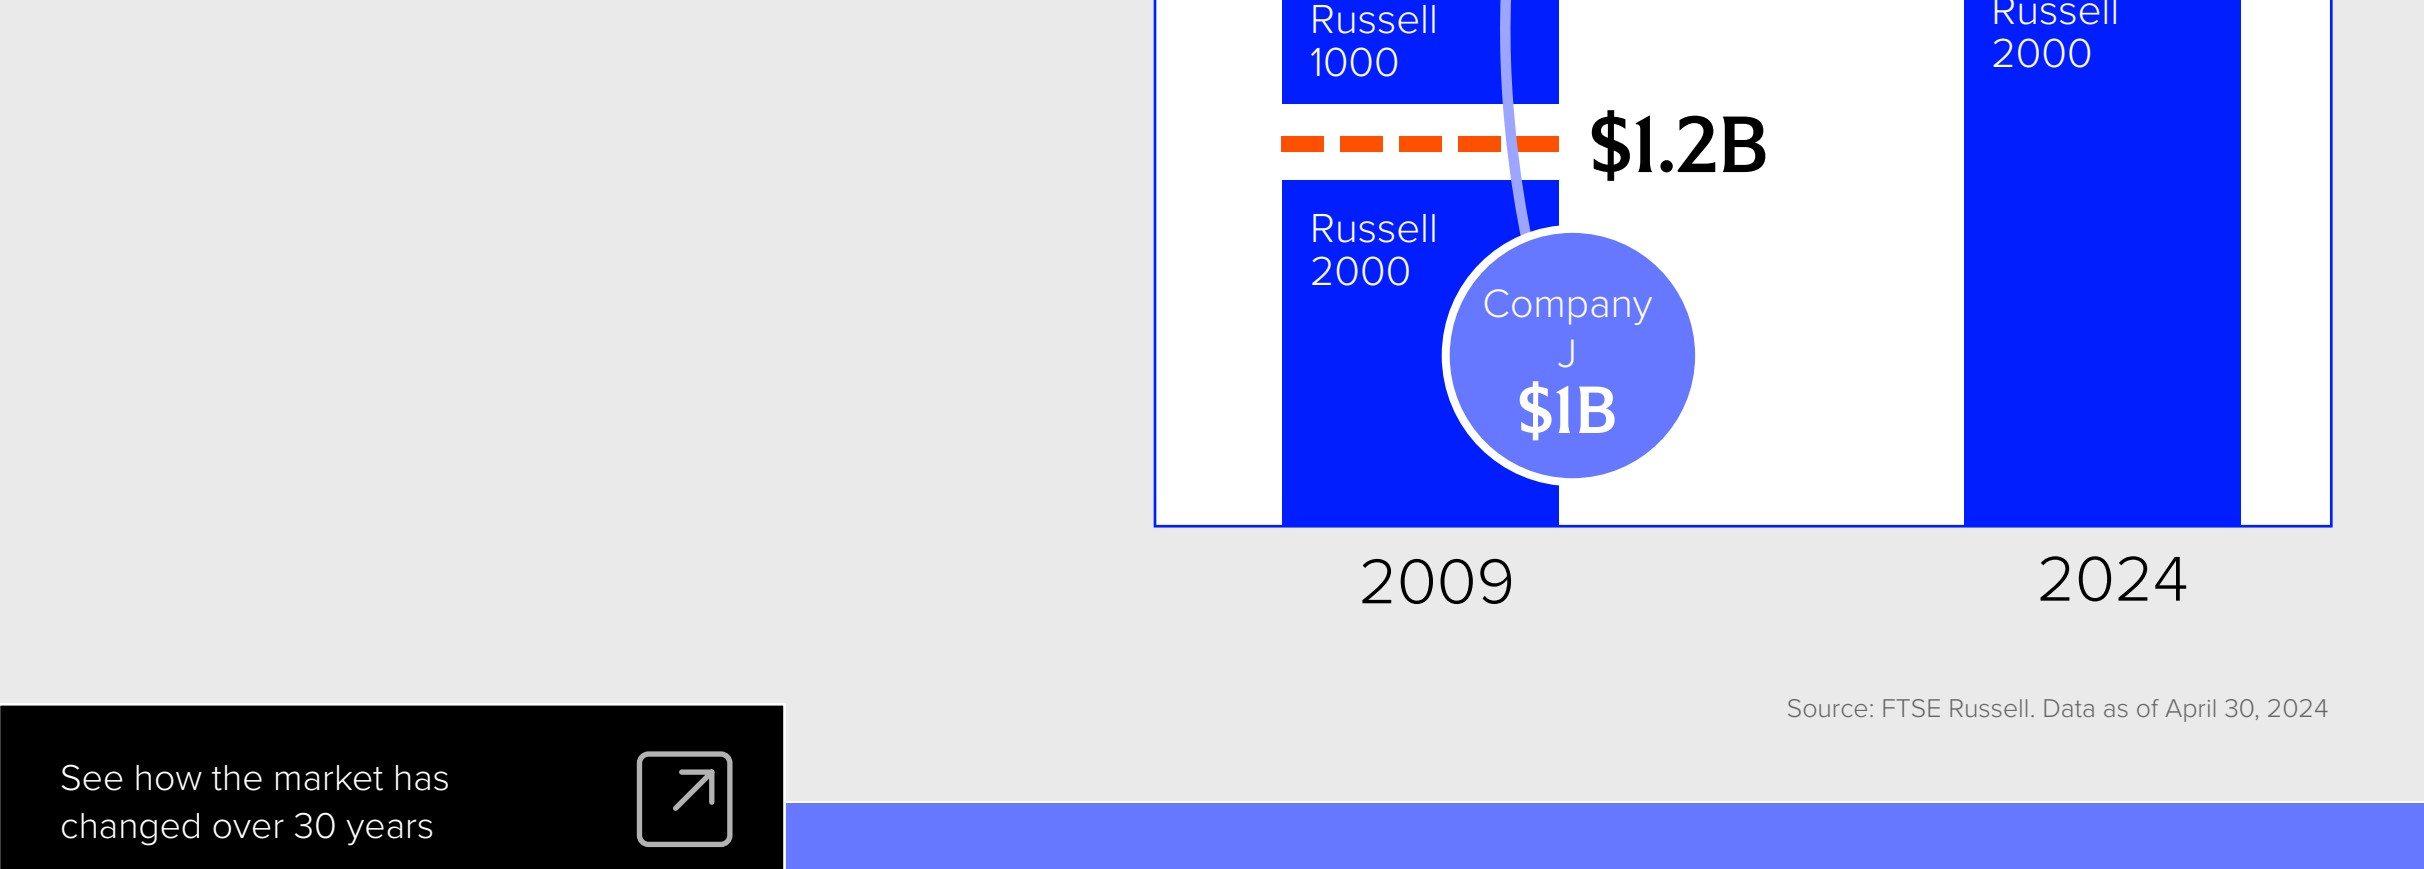 Russell
1000
Russell
2000
$1.2B
Russell
2000
Company
J
$1B
2009
2024
Source: FTSE Russell. Data as of April 30, 2024
See how the market has
changed over 30 years